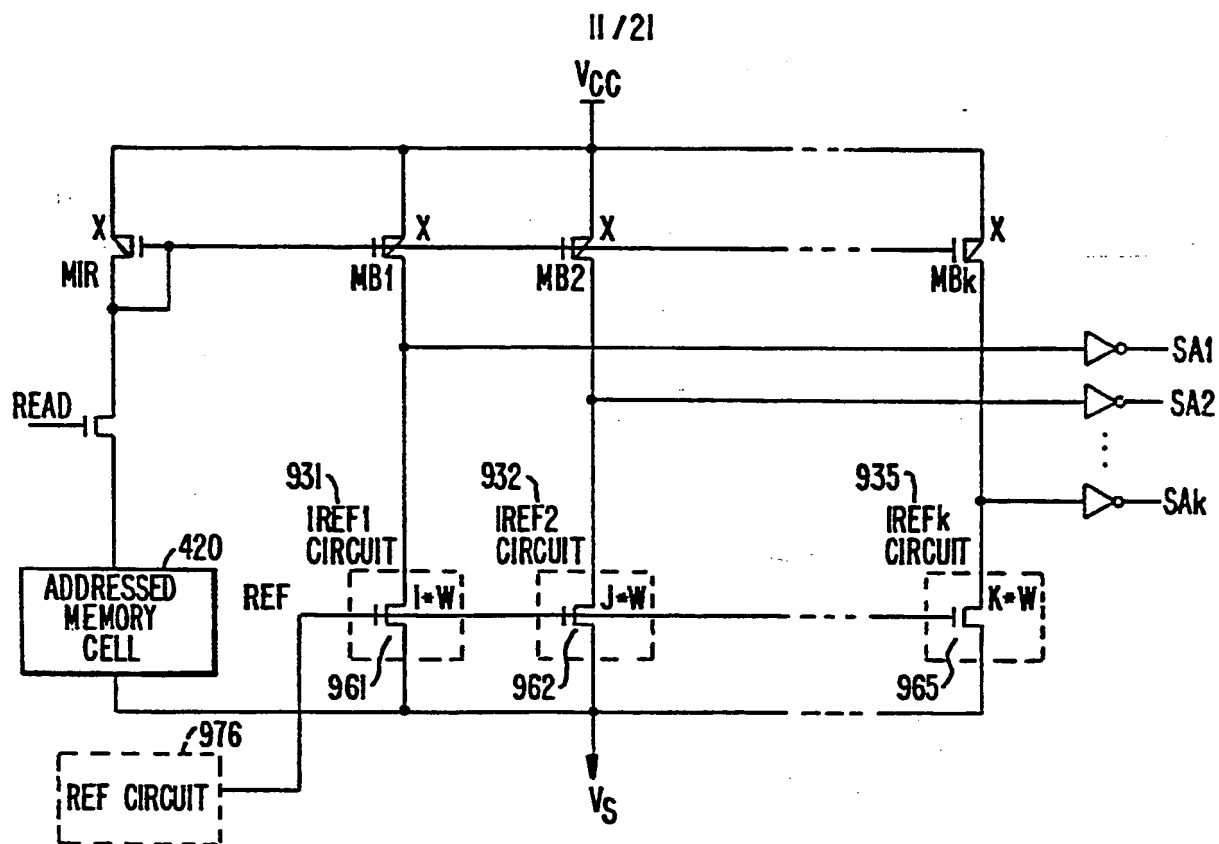 11/21
VCC
X
X
X
X
MIR
MB1
MB2
MBk
SA1
READ
SA2
SAk
931
932
935
IREF1
CIRCUIT
IREF2
CIRCUIT
IREFk
CIRCUIT
420
ADDRESSED
MEMORY
CELL
REF
I*W
J*W
K*W
961
962
965
976
REF CIRCUIT
VS